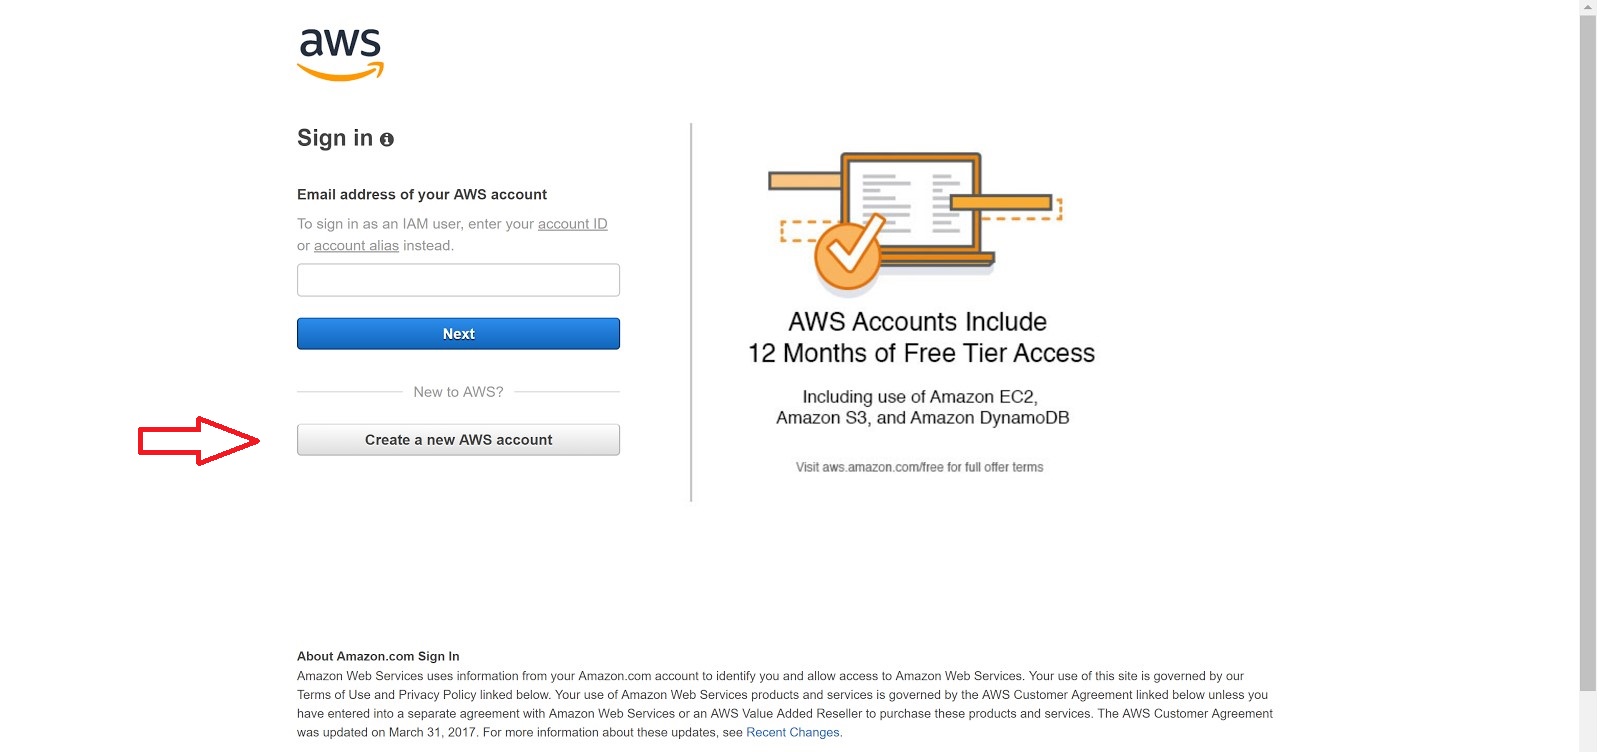 aws
Sign in
Email address of your AWS account
To sign in as an IAM user, enter your account ID
or account alias instead.
Next
New to AWS?
Create a new AWS account
AWS Accounts Include
12 Months of Free Tier Access
Including use of Amazon EC2,
Amazon S3, and Amazon DynamoDB
Visit aws.amazon.com/free for full offer terms
About Amazon.com Sign In
Amazon Web Services uses information from your Amazon.com account to identify you and allow access to Amazon Web Services. Your use of this site is governed by our
Terms of Use and Privacy Policy linked below. Your use of Amazon Web Services products and services is governed by the AWS Customer Agreement linked below unless you
have entered into a separate agreement with Amazon Web Services or an AWS Value Added Reseller to purchase these products and services. The AWS Customer Agreement
was updated on March 31, 2017. For more information about these updates, see Recent Changes.